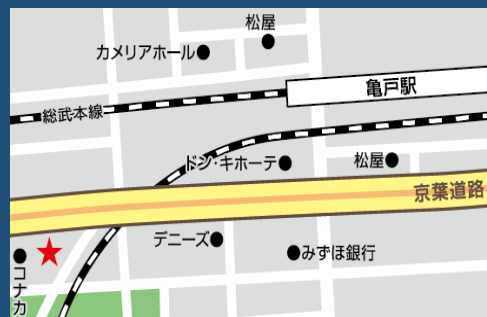 松屋
カメリアホール
亀戸駅
総武本線
ドン・キホーテ
松屋
京葉道路
デニーズ
みずほ銀行
コナカ